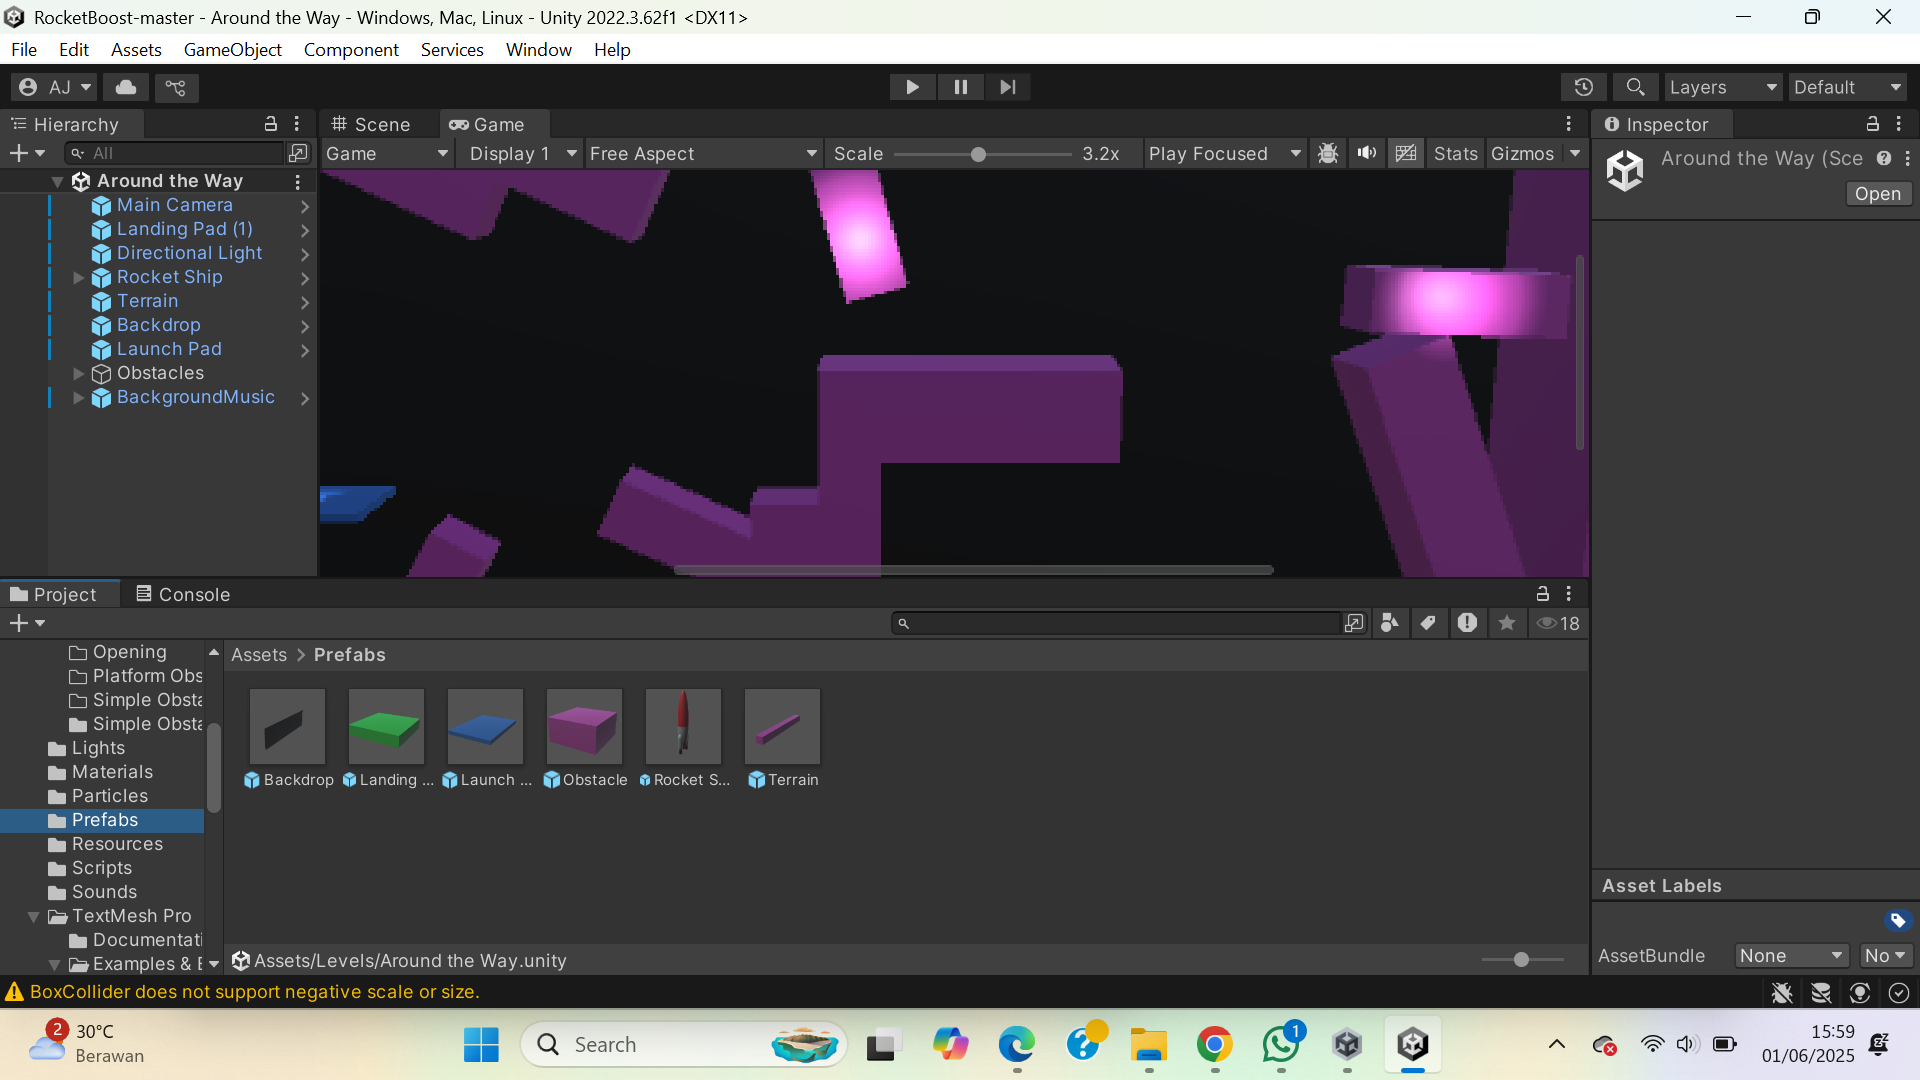 RocketBoost-master - Around the Way - Windows, Mac, Linux - Unity 2022.3.62f1 <DX11>
File Edit Assets GameObject Component Services Window Help
AJ
Layers Default
Hierarchy
Scene Game
Inspector
All
Game Display 1 Free Aspect Scale 3.2x Play Focused Stats Gizmos
Around the Way (Sce
Open
Around the Way
Main Camera
Landing Pad (1)
Directional Light
Rocket Ship
Terrain
Backdrop
Launch Pad
Obstacles
BackgroundMusic
Project Console
18
Opening
Platform Obs
Simple Obsta
Simple Obsta
Lights
Materials
Particles
Prefabs
Resources
Scripts
Sounds
TextMesh Pro
Documentati
Examples & E
Assets > Prefabs
Backdrop Landing ... Launch ... Obstacle Rocket S... Terrain
Assets/Levels/Around the Way.unity
Asset Labels
AssetBundle None No
BoxCollider does not support negative scale or size.
2
30°C
Berawan
Search
1
15:59
01/06/2025